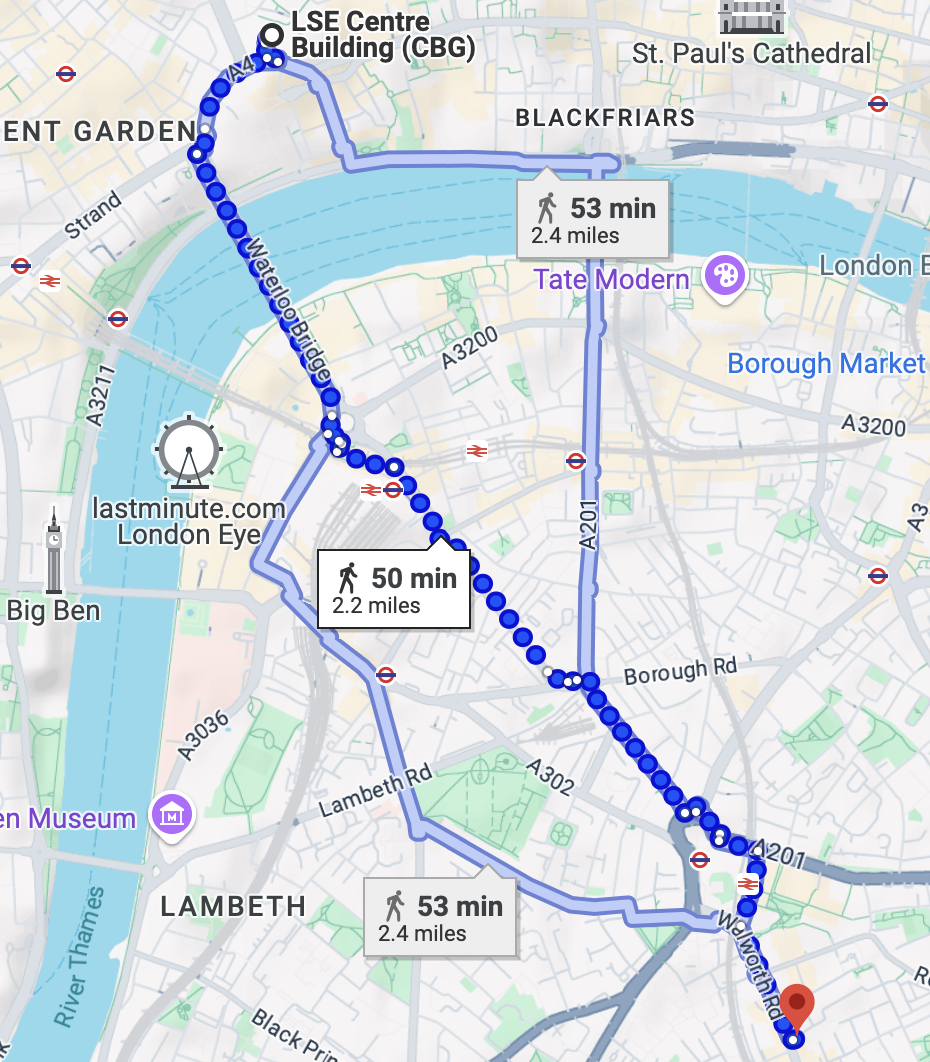 LSE Centre
Building (CBG)
St. Paul's Cathedral
A4
ENT GARDEN
BLACKFRIARS
Strand
53 min
2.4 miles
Waterloo Bridge
Tate Modern
London B
A3200
A3211
Borough Market
A3200
lastminute.com
London Eye
A201
A3
50 min
2.2 miles
Big Ben
Borough Rd
A3036
A302
Lambeth Rd
en Museum
A201
53 min
2.4 miles
LAMBETH
Walworth Rd
River Thames
Ro
Black Prin